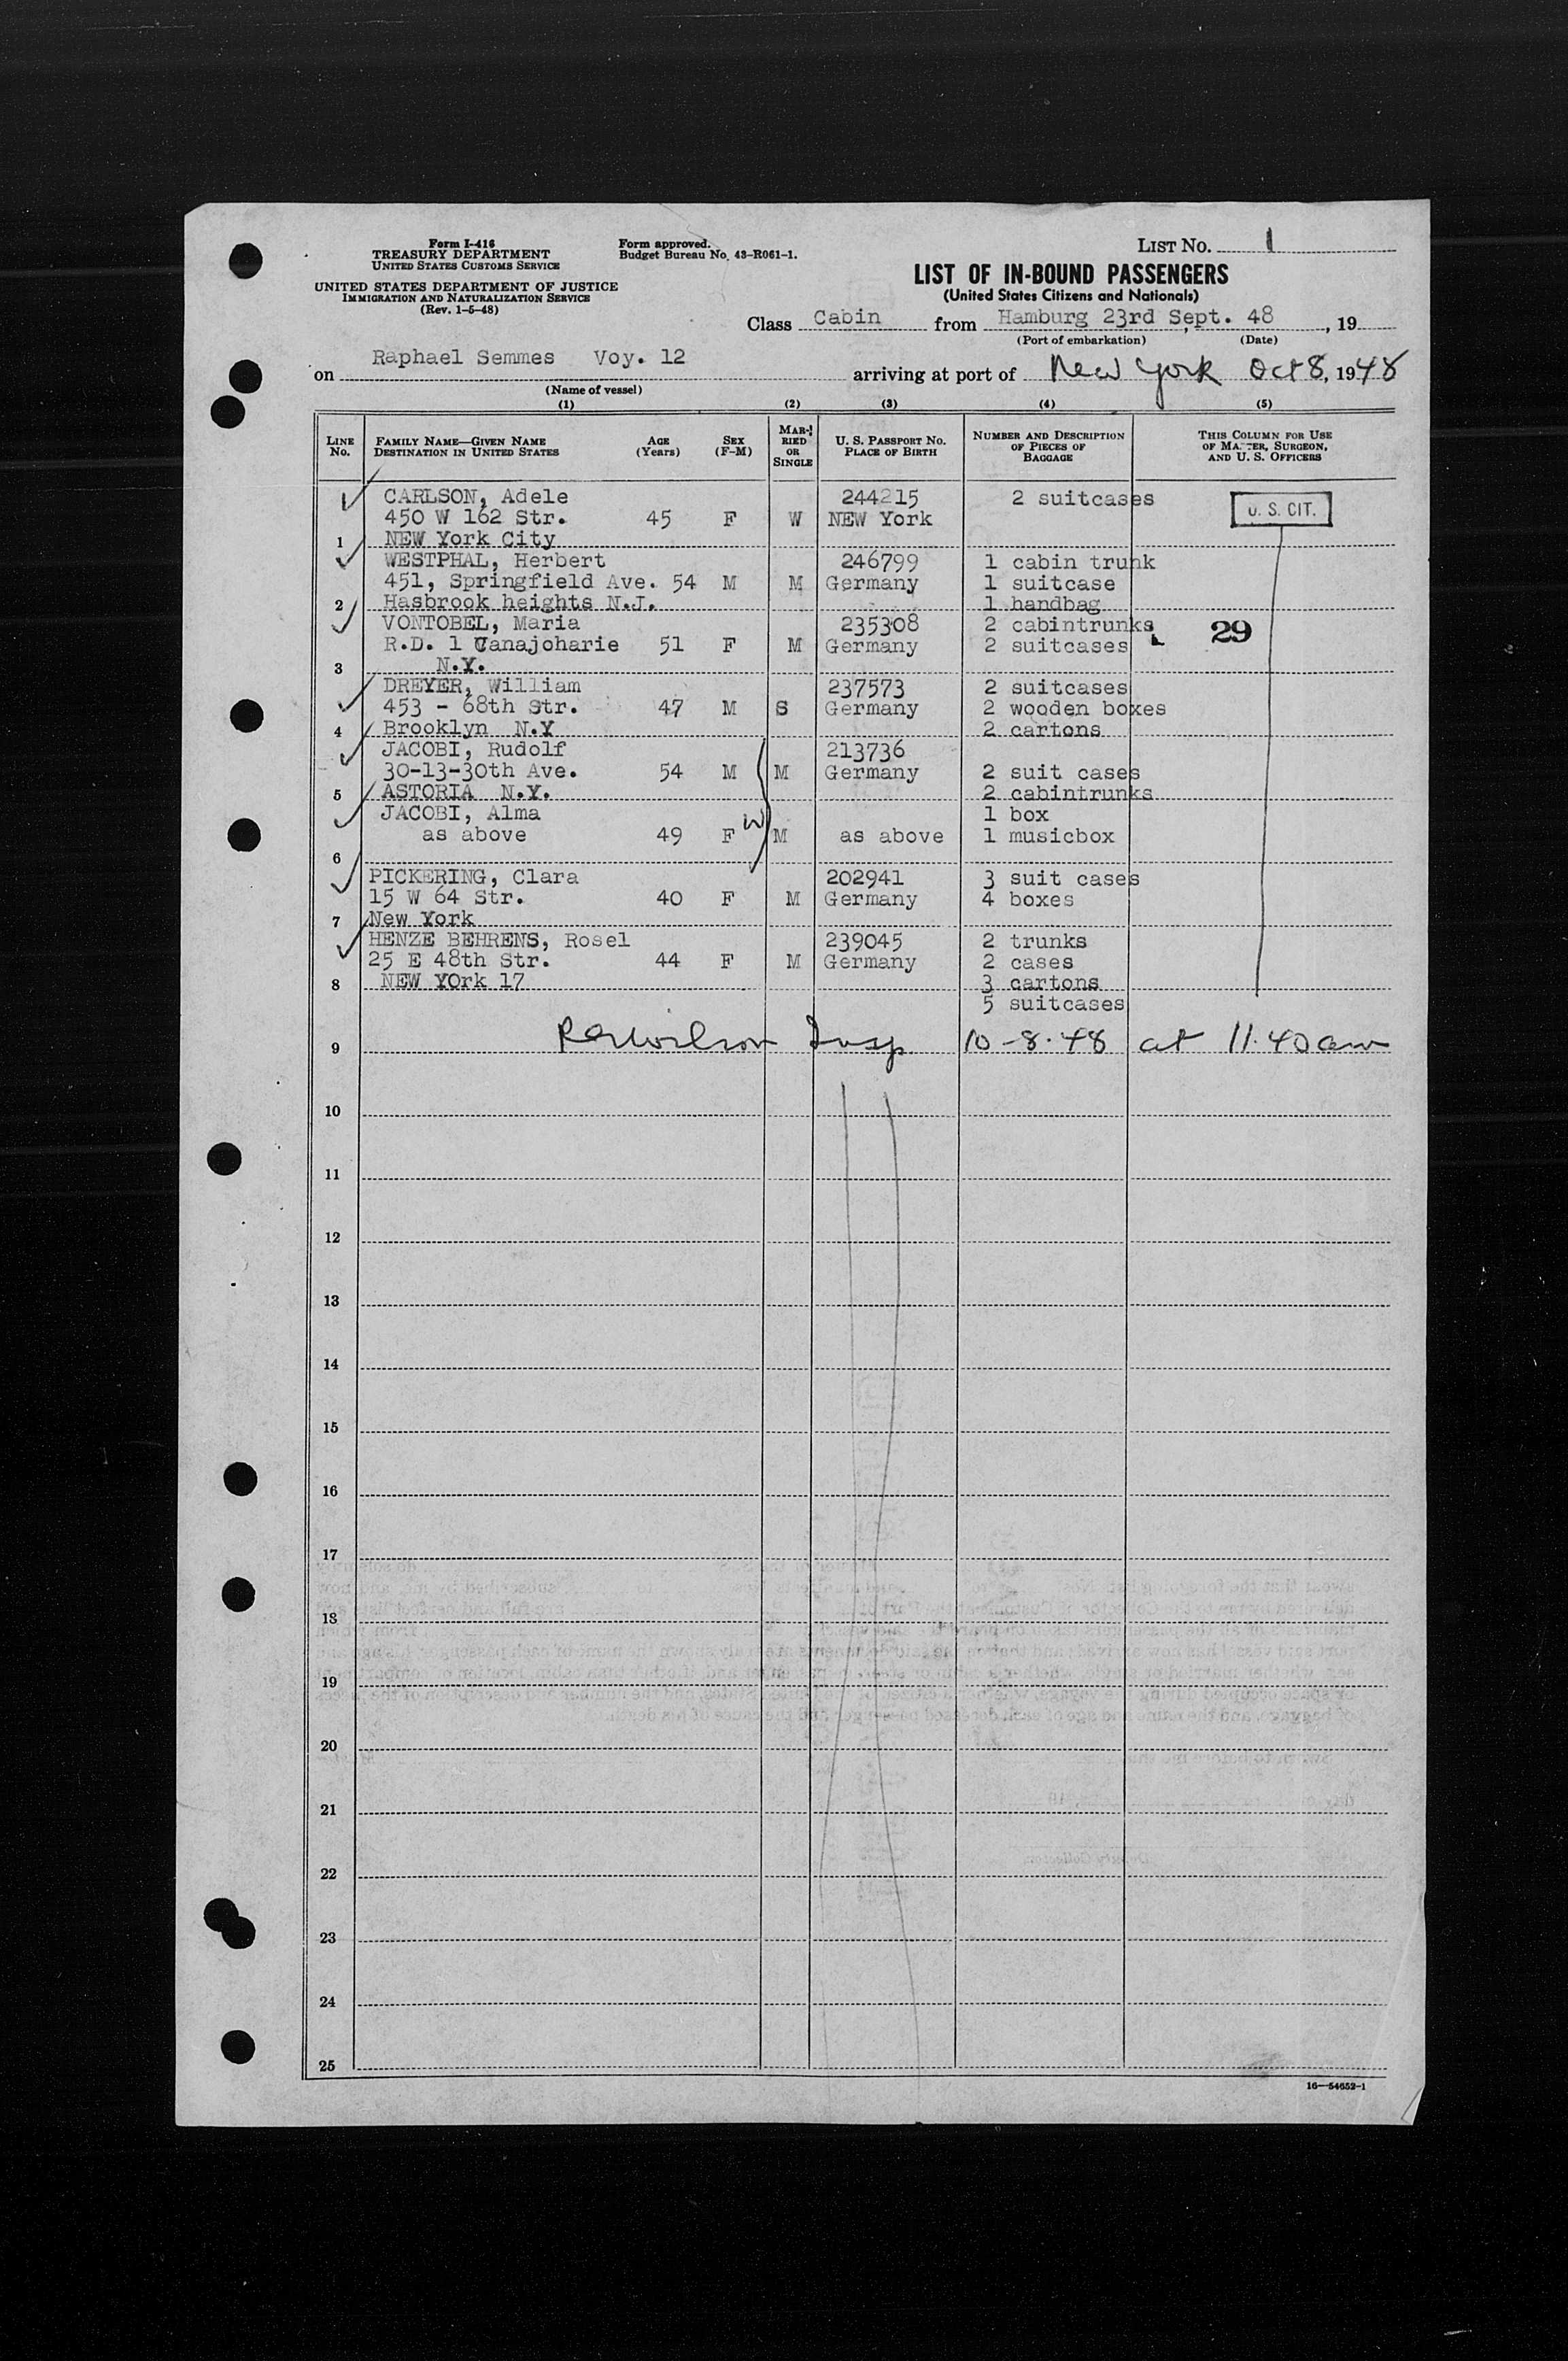 Form I-416
TREASURY DEPARTMENT
UNITED STATES CUSTOMS SERVICE
UNITED STATES DEPARTMENT OF JUSTICE
IMMIGRATION AND NATURALIZATION SERVICE
(Rev. 1-5-48)
Form approved.
Budget Bureau No. 43-R061-1.
LIST NO. 1
LIST OF IN-BOUND PASSENGERS
(United States Citizens and Nationals)
Class Cabin from Hamburg 23rd Sept. 48, 19
(Port of embarkation) (Date)
on Raphael Semmes Voy. 12 arriving at port of New York Oct 8, 1948
(Name of vessel)
(1) (2) (3) (4) (5)
LINE NO. FAMILY NAME—GIVEN NAME DESTINATION IN UNITED STATES AGE (Years) SEX (F-M) MARRIED OR SINGLE U. S. PASSPORT NO. PLACE OF BIRTH NUMBER AND DESCRIPTION OF PIECES OF BAGGAGE THIS COLUMN FOR USE OF MASTER, SURGEON, AND U. S. OFFICERS
CARLSON, Adele 244215 2 suitcases
450 W 162 Str. 45 F W NEW York U. S. CIT.
1 NEW York City
WESTPHAL, Herbert 246799 1 cabin trunk
451, Springfield Ave. 54 M M Germany 1 suitcase
2 Hasbrook heights N.J. 1 handbag
VONTOBEL, Maria 235308 2 cabintrunks 29
R.D. 1 Canajoharie 51 F M Germany 2 suitcases
3 N.Y.
DREYER, William 237573 2 suitcases
453 - 68th Str. 47 M S Germany 2 wooden boxes
4 Brooklyn N.Y 2 cartons
JACOBI, Rudolf 213736
30-13-30th Ave. 54 M M Germany 2 suit cases
5 ASTORIA N.Y. 2 cabintrunks
JACOBI, Alma 1 box
as above 49 F W M as above 1 musicbox
6
PICKERING, Clara 202941 3 suit cases
15 W 64 Str. 40 F M Germany 4 boxes
7 New York
HENZE BEHRENS, Rosel 239045 2 trunks
25 E 48th Str. 44 F M Germany 2 cases
8 NEW YOrk 17 3 cartons
5 suitcases
9 Wilson Insp 10-8-48 at 11.40 am
10
11
12
13
14
15
16
17
18
19
20
21
22
23
24
25
16—54652-1